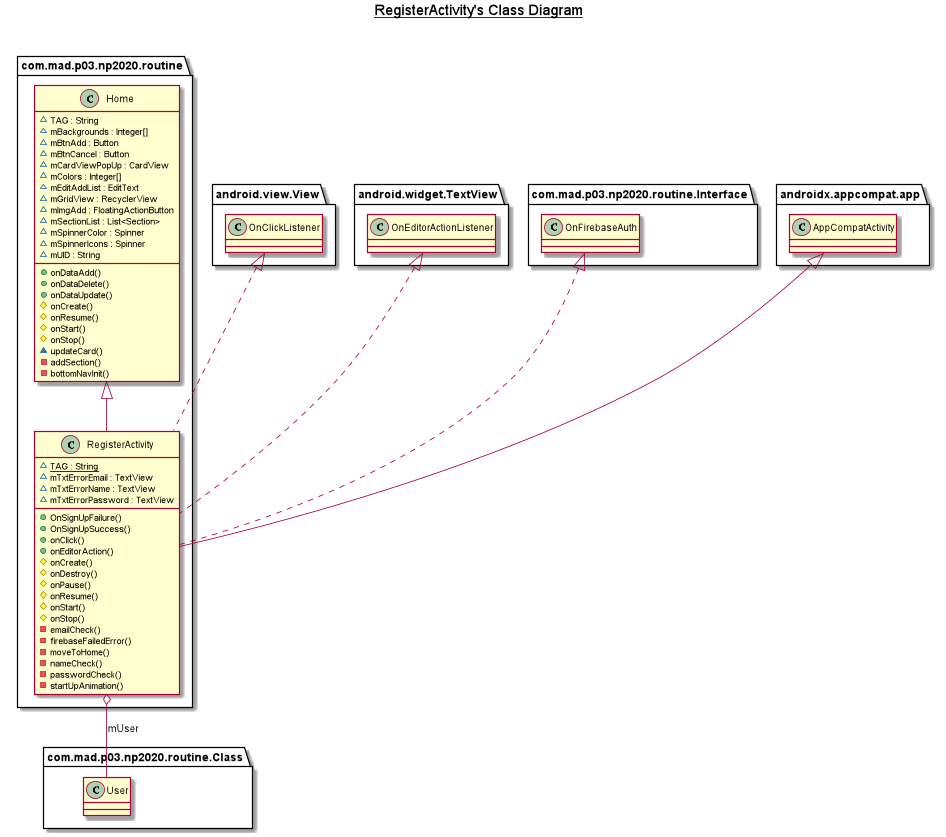 RegisterActivity's Class Diagram
com.mad.p03.np2020.routine
C Home
TAG : String
mBackgrounds : Integer[]
mBtnAdd : Button
mBtnCancel : Button
mCardViewPopUp : CardView
mColors : Integer[]
mEditAddList : EditText
mGridView : RecyclerView
mImgAdd : FloatingActionButton
mSectionList : List<Section>
mSpinnerColor : Spinner
mSpinnerIcons : Spinner
mUID : String
onDataAdd()
onDataDelete()
onDataUpdate()
onCreate()
onResume()
onStart()
onStop()
updateCard()
addSection()
bottomNavInit()
android.view.View
C OnClickListener
android.widget.TextView
C OnEditorActionListener
com.mad.p03.np2020.routine.Interface
C OnFirebaseAuth
androidx.appcompat.app
C AppCompatActivity
C RegisterActivity
TAG : String
mTxtErrorEmail : TextView
mTxtErrorName : TextView
mTxtErrorPassword : TextView
OnSignUpFailure()
OnSignUpSuccess()
onClick()
onEditorAction()
onCreate()
onDestroy()
onPause()
onResume()
onStart()
onStop()
emailCheck()
firebaseFailedError()
moveToHome()
nameCheck()
passwordCheck()
startUpAnimation()
mUser
com.mad.p03.np2020.routine.Class
C User